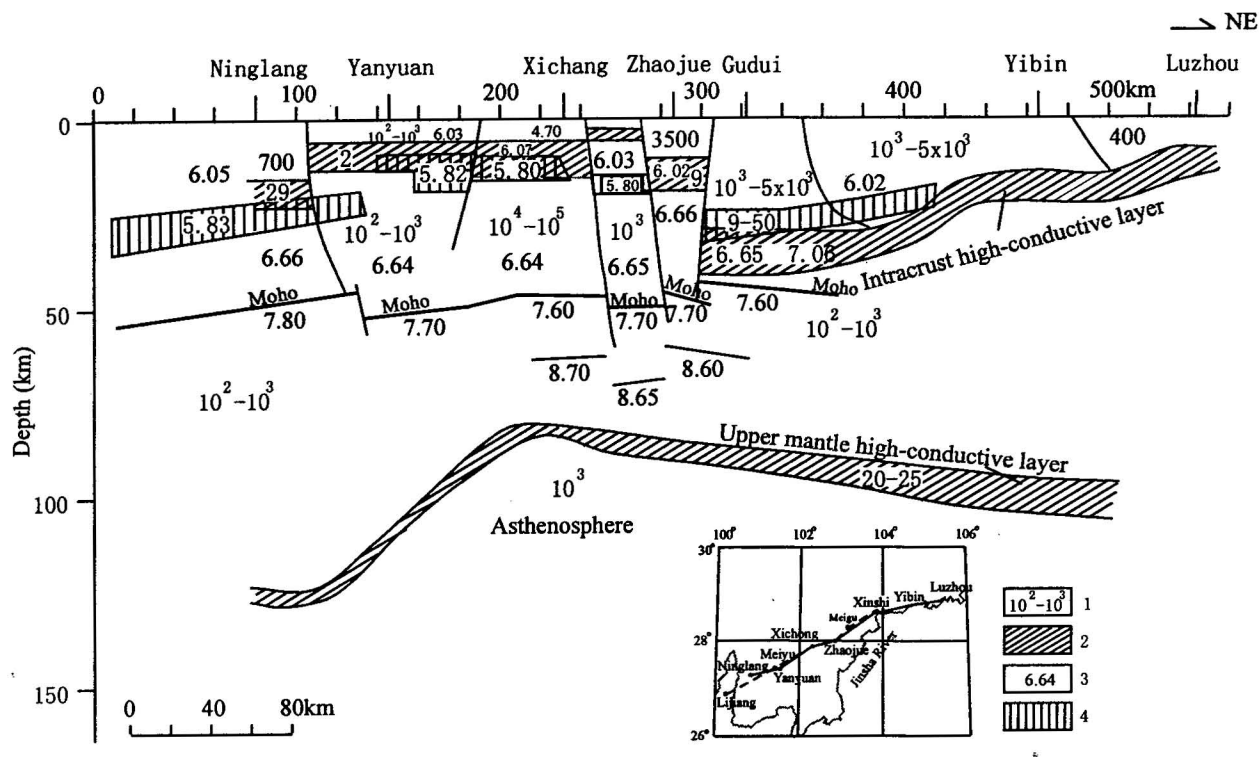 NE
Ninglang Yanyuan Xichang Zhaojue Gudui Yibin Luzhou
0 100 200 300 400 500km
0
10²-10³ 6.03 4.70 3500 10³-5x10³ 400
6.05 700 2 6.07 6.03 6.02
5.82 5.80 5.80 9 10³-5x10³ 6.02
29
5.83 10²-10³ 10⁴-10⁵ 10³ 6.66 9-50
6.66 6.64 6.64 6.65 6.65 7.06 Intracrust high-conductive layer
Moho Moho Moho Moho Moho
50 7.80 7.70 7.60 7.70 7.70 7.60 10²-10³
8.70 8.65 8.60
Depth (km)
10²-10³
Upper mantle high-conductive layer
20-25
10³
100
Asthenosphere
150
0 40 80km
100° 102° 104° 106°
30°
28°
26°
Luzhou
Yibin
Xinshi
Meigu
Xichong
Zhaojue
Jinsha River
Meiyu
Ninglang
Yanyuan
Lijiang
10²-10³ 1
2
6.64 3
4